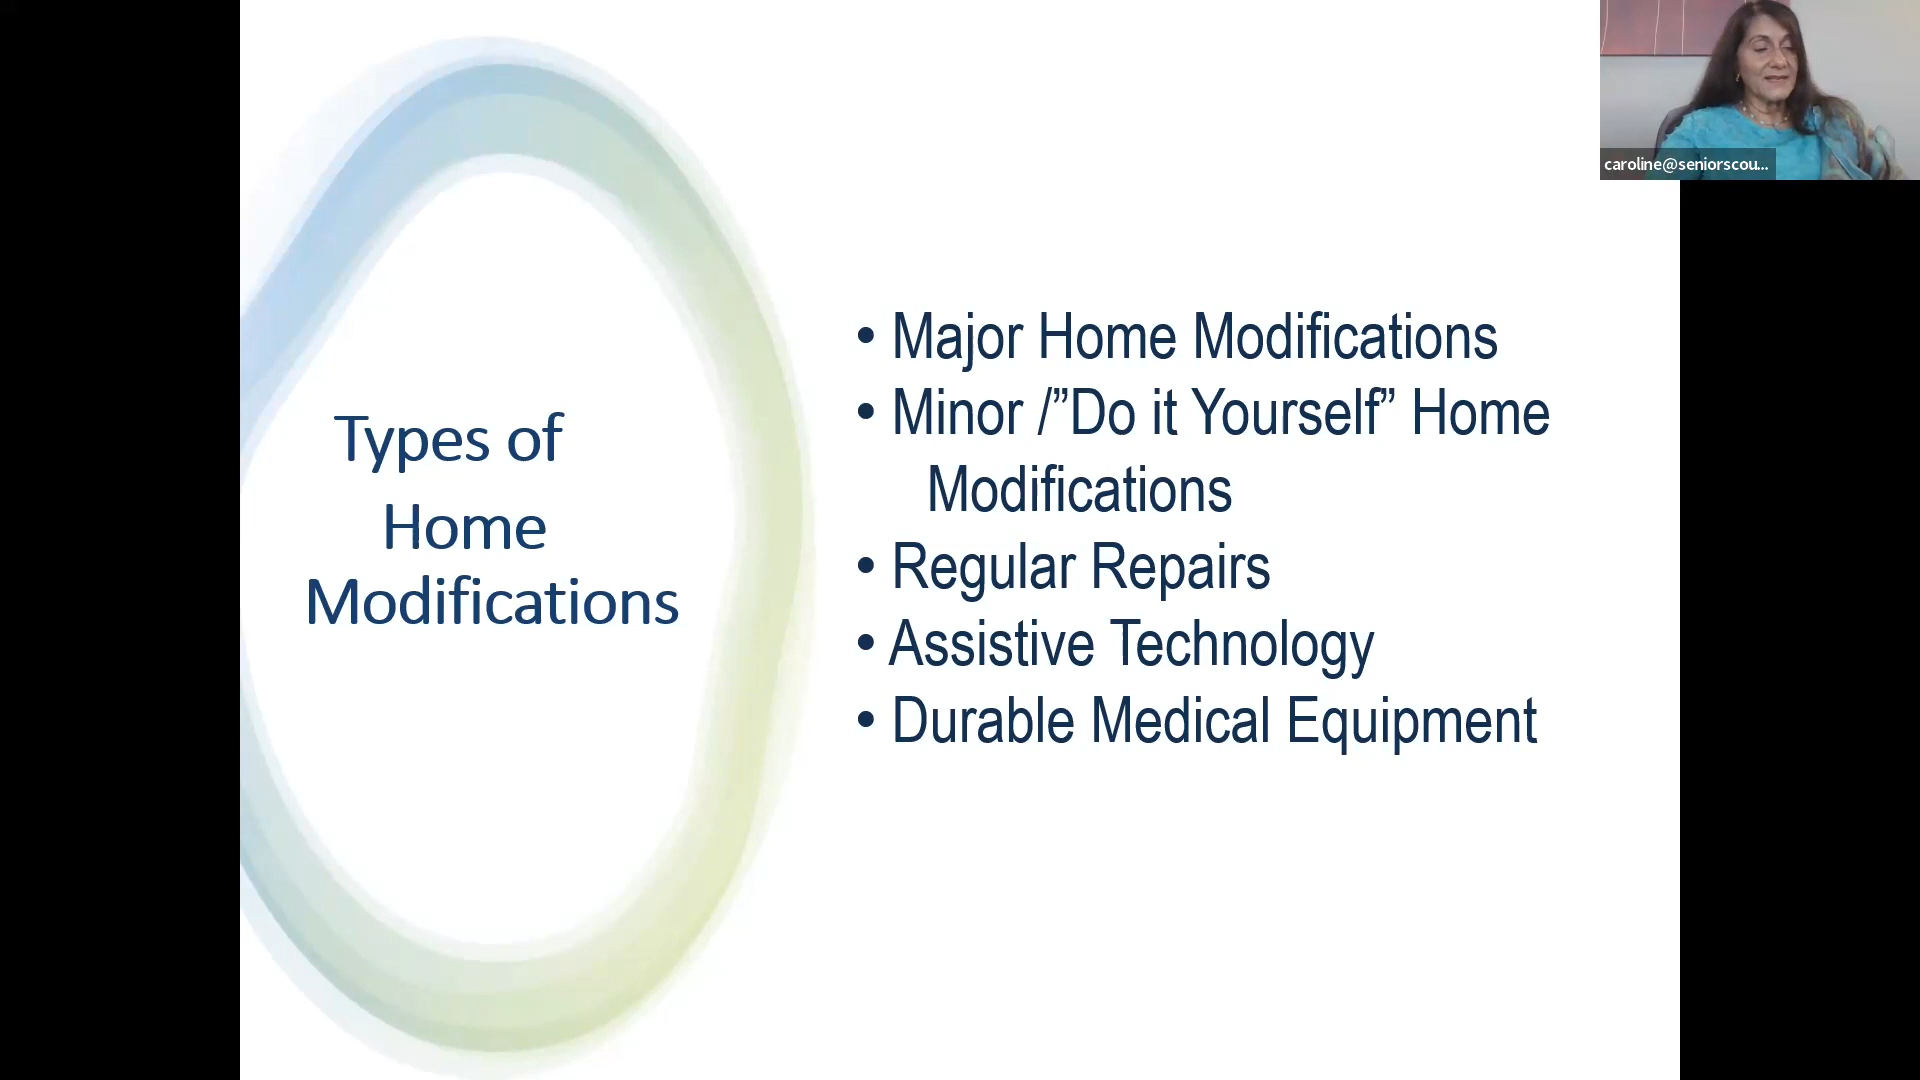 caroline@seniorscou...
Types of
Home
Modifications
• Major Home Modifications
• Minor /”Do it Yourself” Home
Modifications
• Regular Repairs
• Assistive Technology
• Durable Medical Equipment